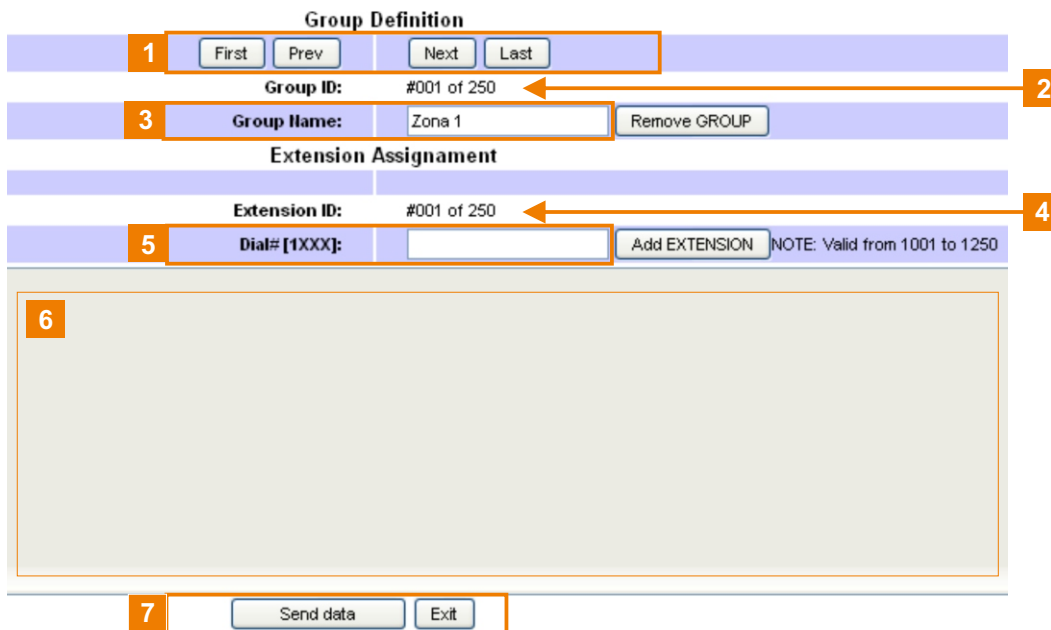 Group Definition
1 First Prev Next Last
Group ID: #001 of 250 2
3 Group Name: Zona 1 Remove GROUP
Extension Assignament
Extension ID: #001 of 250 4
5 Dial# [1XXX]: Add EXTENSION NOTE: Valid from 1001 to 1250
6
7 Send data Exit